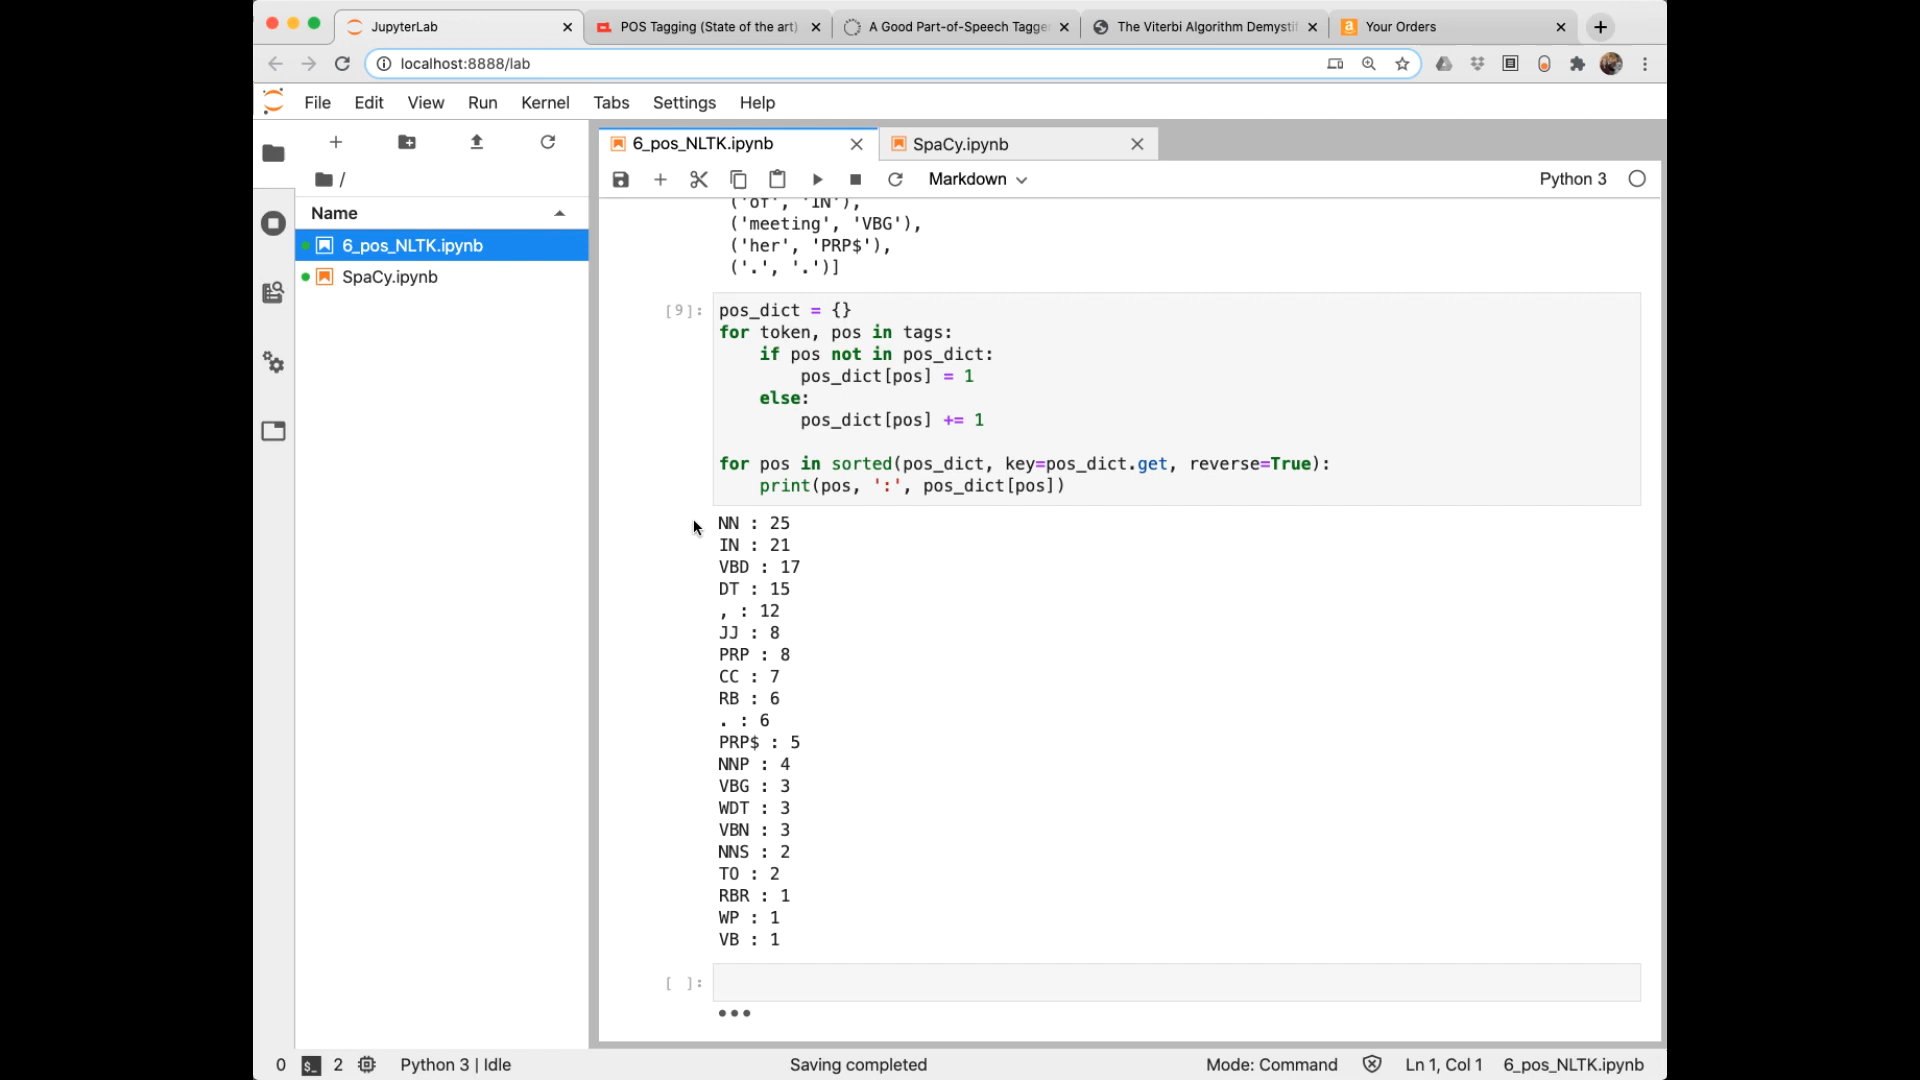 JupyterLab
POS Tagging (State of the art)
A Good Part-of-Speech Tagge
The Viterbi Algorithm Demysti
Your Orders
localhost:8888/lab
File Edit View Run Kernel Tabs Settings Help
6_pos_NLTK.ipynb
SpaCy.ipynb
/
Markdown
Python 3
Name
6_pos_NLTK.ipynb
SpaCy.ipynb
('of', 'IN'),
('meeting', 'VBG'),
('her', 'PRP$'),
('.', '.')]
[9]:
pos_dict = {}
for token, pos in tags:
    if pos not in pos_dict:
        pos_dict[pos] = 1
    else:
        pos_dict[pos] += 1
for pos in sorted(pos_dict, key=pos_dict.get, reverse=True):
    print(pos, ':', pos_dict[pos])
NN : 25
IN : 21
VBD : 17
DT : 15
, : 12
JJ : 8
PRP : 8
CC : 7
RB : 6
. : 6
PRP$ : 5
NNP : 4
VBG : 3
WDT : 3
VBN : 3
NNS : 2
TO : 2
RBR : 1
WP : 1
VB : 1
[ ]:
•••
0 $_ 2 Python 3 | Idle Saving completed Mode: Command Ln 1, Col 1 6_pos_NLTK.ipynb